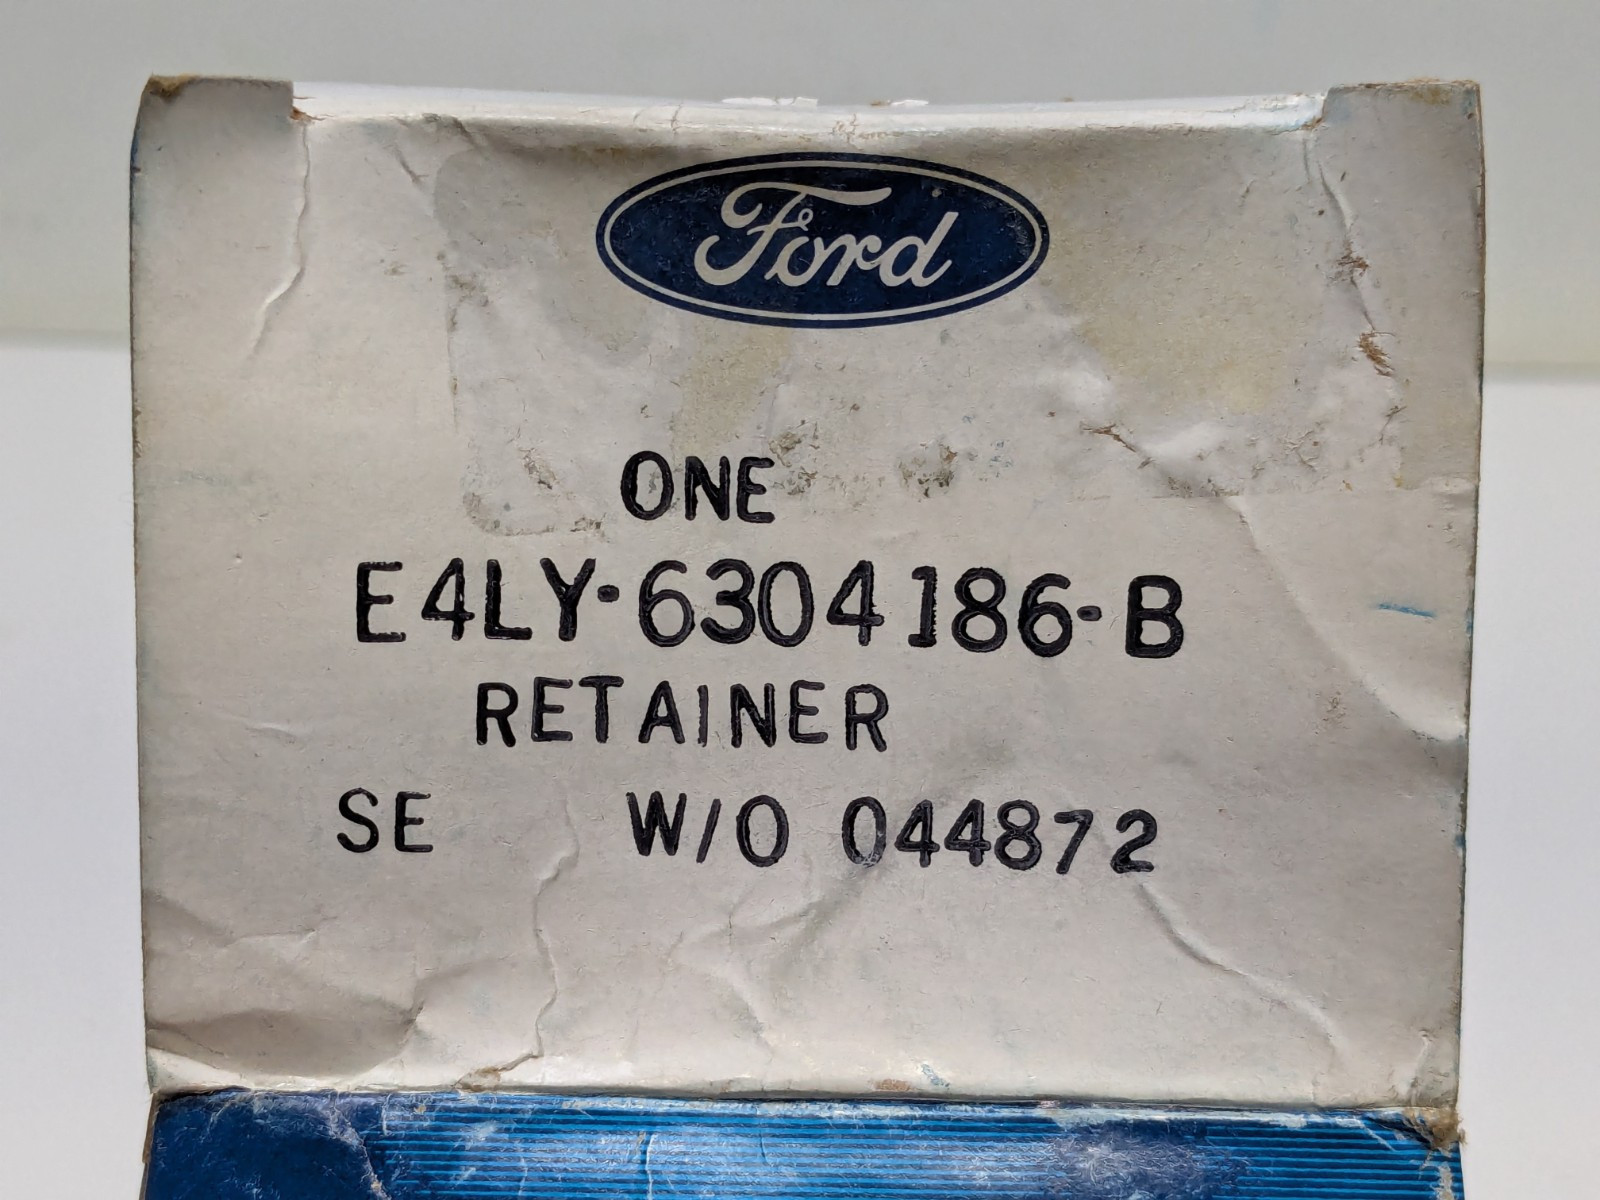 Ford
ONE
E4LY-6304186-B
RETAINER
SE W/O 044872